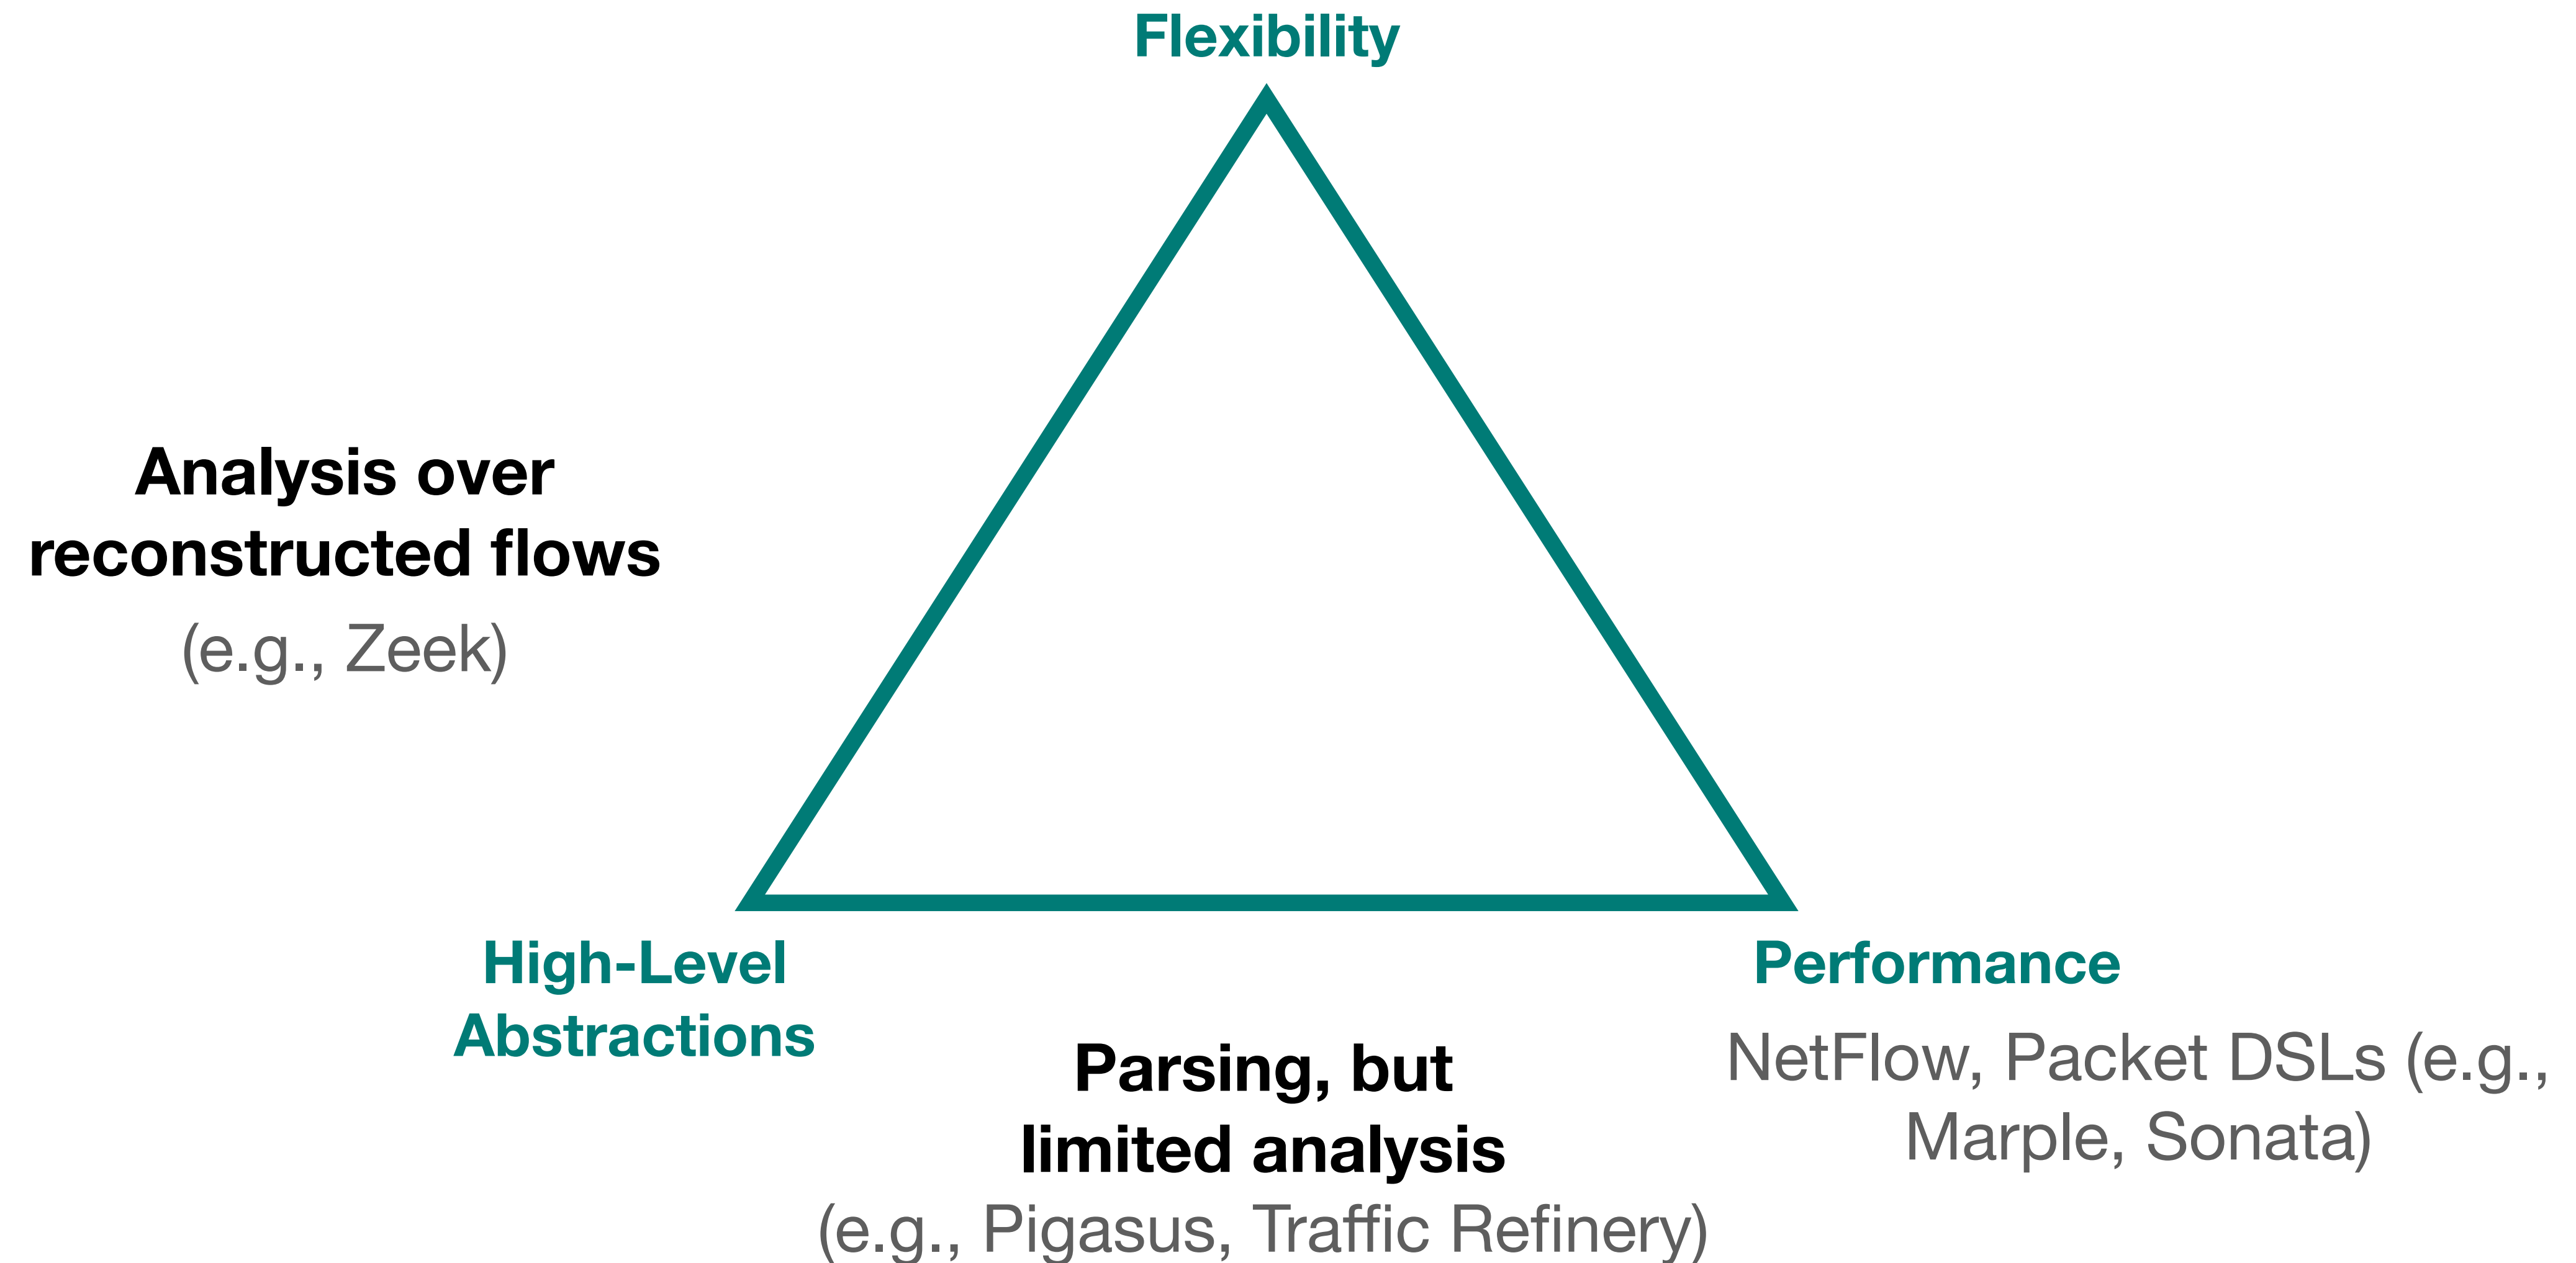 Flexibility
Analysis over
reconstructed flows
(e.g., Zeek)
High-Level
Abstractions
Performance
NetFlow, Packet DSLs (e.g.,
Marple, Sonata)
Parsing, but
limited analysis
(e.g., Pigasus, Traffic Refinery)